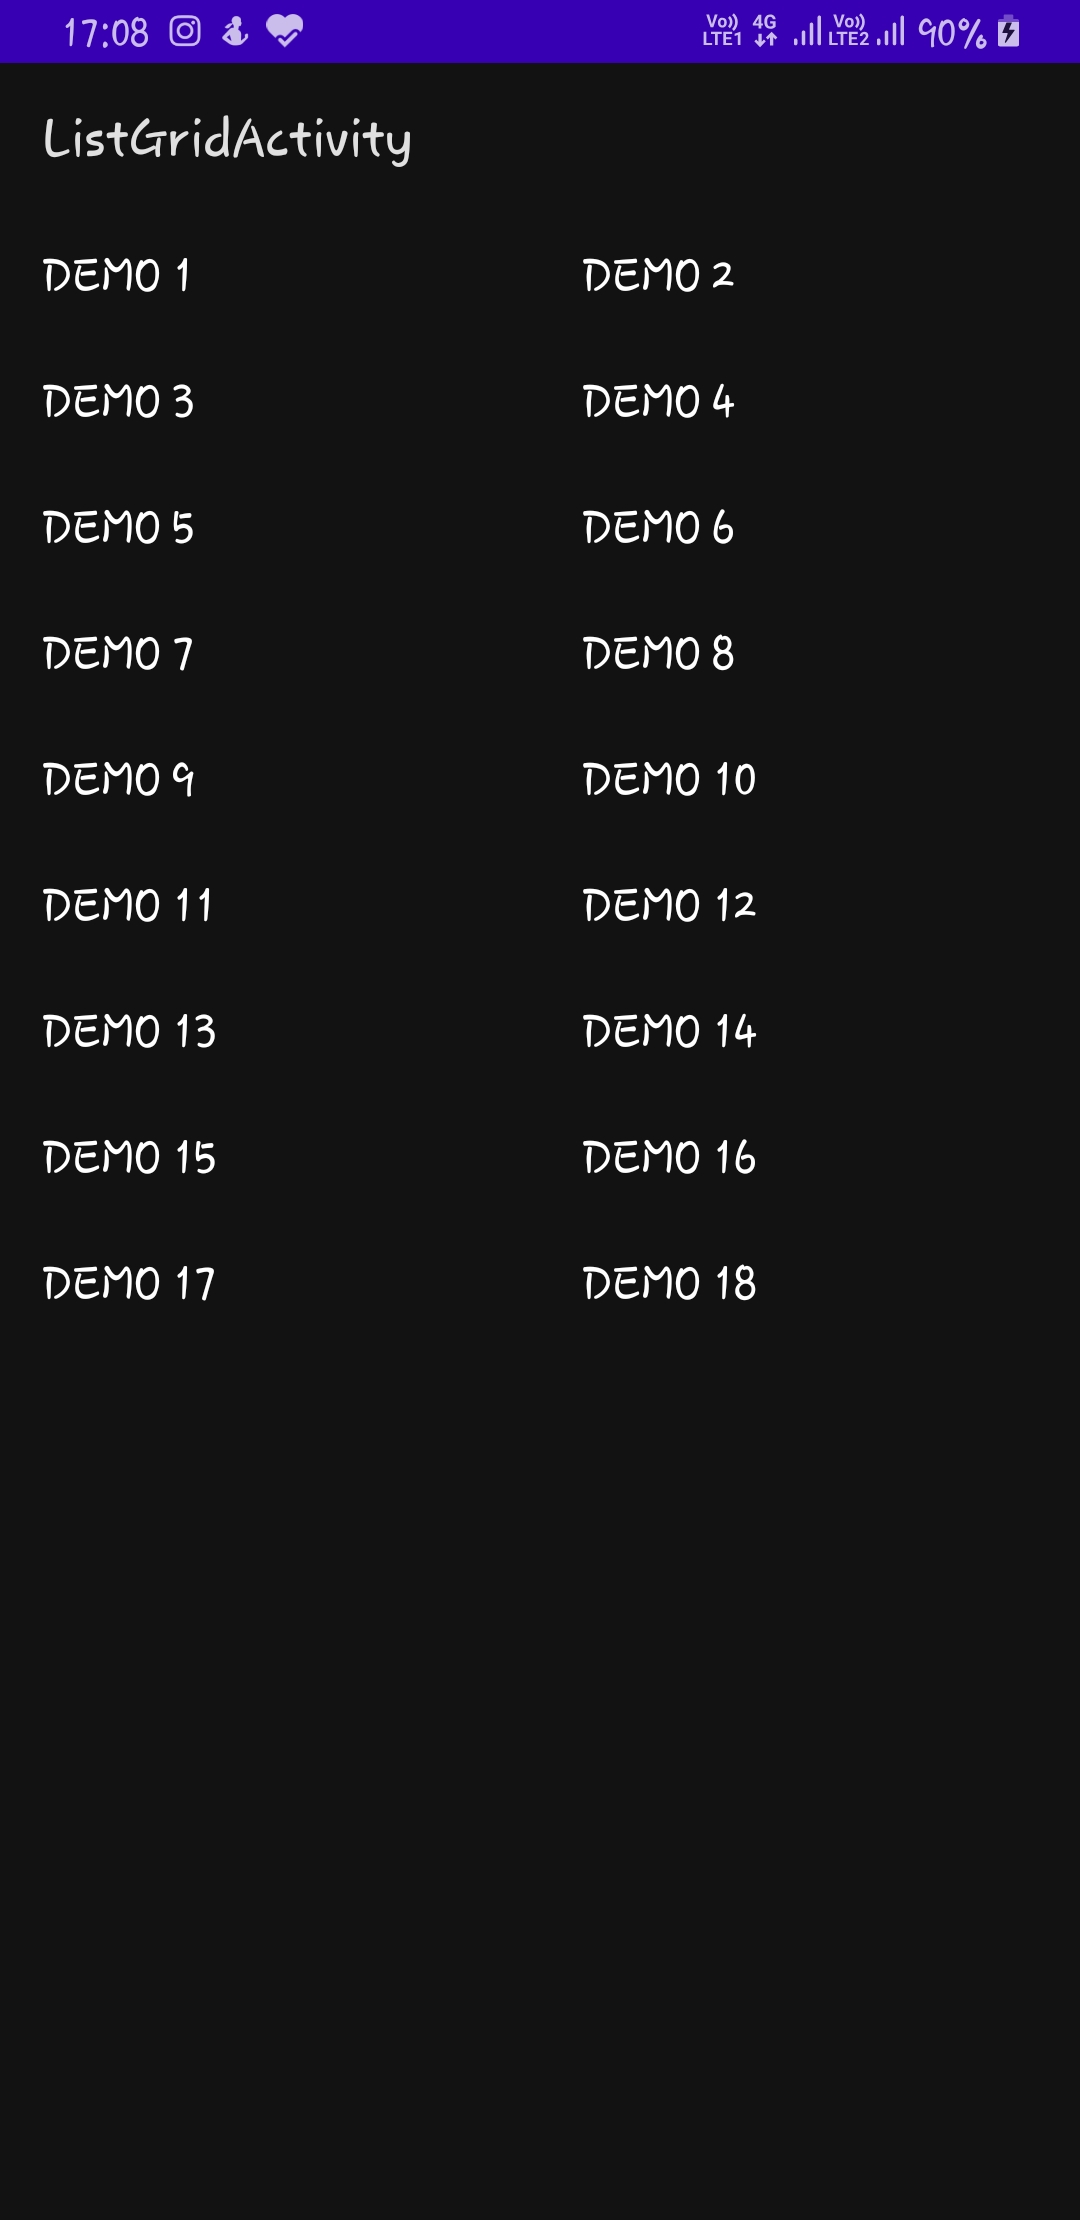 17:08 Vo)) LTE1 4G Vo)) LTE2 90%
ListGridActivity
DEMO 1 DEMO 2
DEMO 3 DEMO 4
DEMO 5 DEMO 6
DEMO 7 DEMO 8
DEMO 9 DEMO 10
DEMO 11 DEMO 12
DEMO 13 DEMO 14
DEMO 15 DEMO 16
DEMO 17 DEMO 18